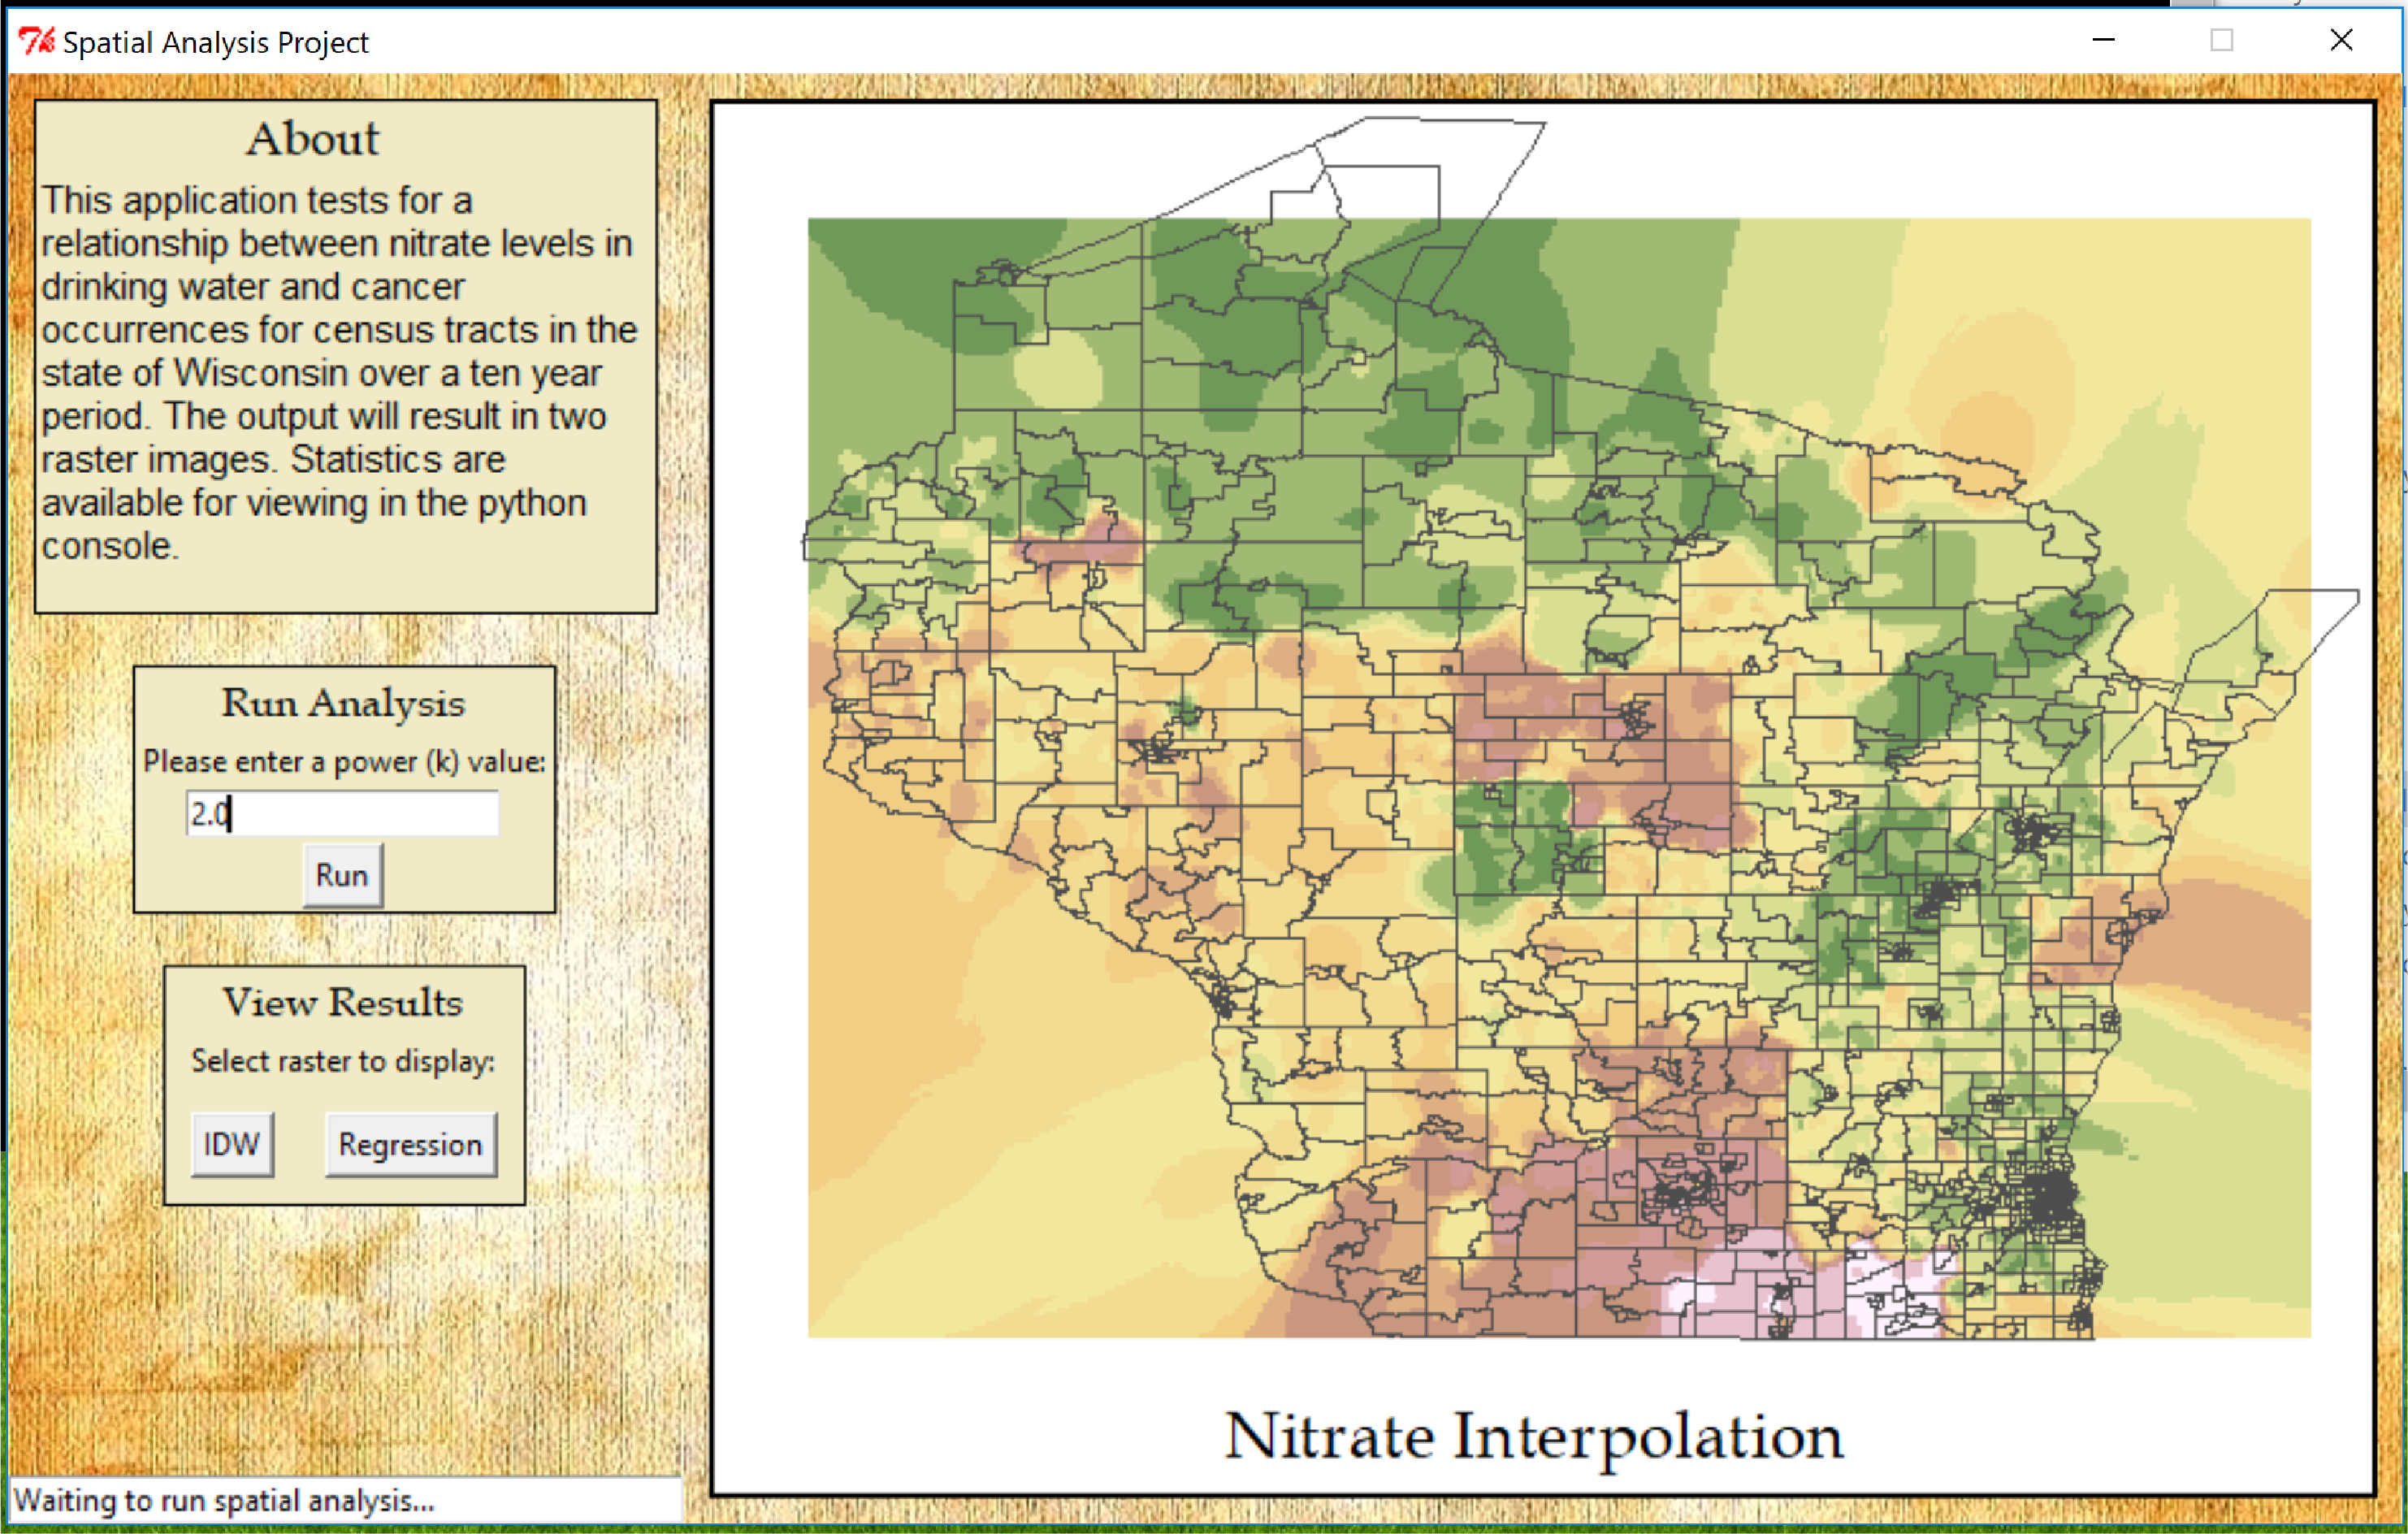 Spatial Analysis Project
About
This application tests for a
relationship between nitrate levels in
drinking water and cancer
occurrences for census tracts in the
state of Wisconsin over a ten year
period. The output will result in two
raster images. Statistics are
available for viewing in the python
console.
Run Analysis
Please enter a power (k) value:
2.0
Run
View Results
Select raster to display:
IDW
Regression
Waiting to run spatial analysis...
Nitrate Interpolation